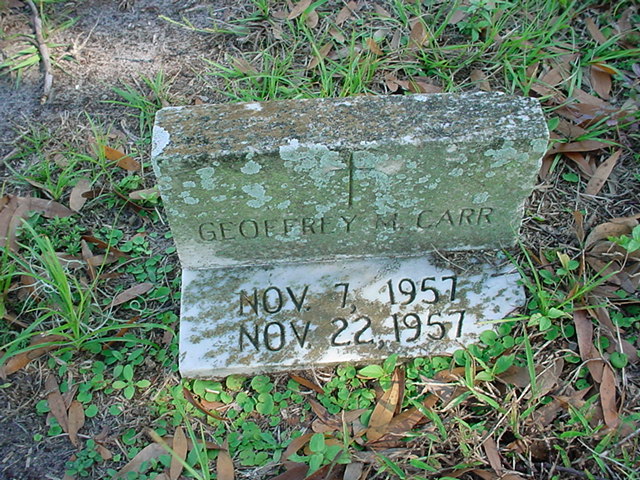 GEOFFREY M. CARR
NOV. 7, 1957
NOV. 22, 1957